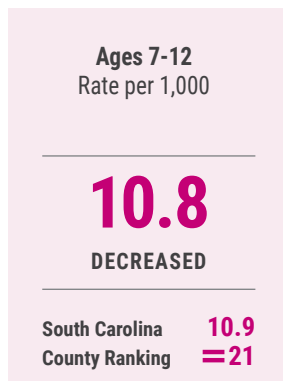 Ages 7-12
Rate per 1,000
10.8
DECREASED
South Carolina 10.9
County Ranking =21